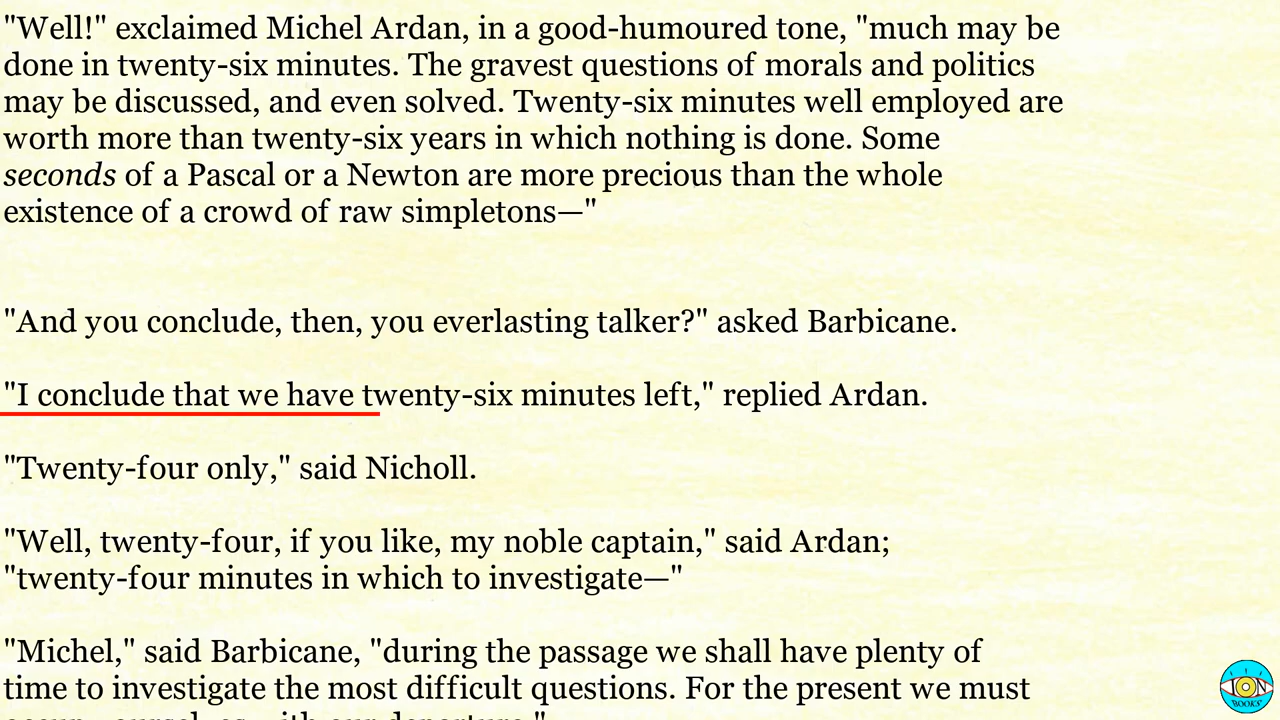 "Well!" exclaimed Michel Ardan, in a good-humoured tone, "much may be
done in twenty-six minutes. The gravest questions of morals and politics
may be discussed, and even solved. Twenty-six minutes well employed are
worth more than twenty-six years in which nothing is done. Some
seconds of a Pascal or a Newton are more precious than the whole
existence of a crowd of raw simpletons—"
"And you conclude, then, you everlasting talker?" asked Barbicane.
"I conclude that we have twenty-six minutes left," replied Ardan.
"Twenty-four only," said Nicholl.
"Well, twenty-four, if you like, my noble captain," said Ardan;
"twenty-four minutes in which to investigate—"
"Michel," said Barbicane, "during the passage we shall have plenty of
time to investigate the most difficult questions. For the present we must
ION
BOOKS